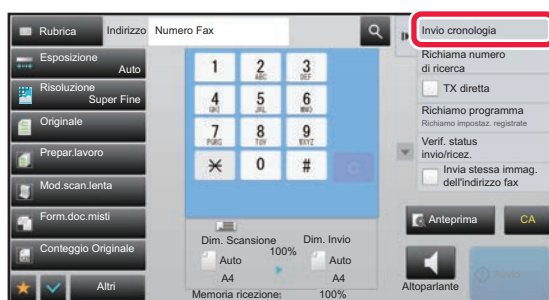 Rubrica
Indirizzo
Numero Fax
Esposizione
Auto
Risoluzione
Super Fine
Originale
Prepar.lavoro
Mod.scan.lenta
Form.doc.misti
Conteggio Originale
Altri
1
2
ABC
3
DEF
4
GHI
5
JKL
6
MNO
7
PQRS
8
TUV
9
WXYZ
0
#
C
Dim. Scansione
100%
Dim. Invio
Auto
A4
Auto
A4
Memoria ricezione:
100%
Invio cronologia
Richiama numero
di ricerca
TX diretta
Richiamo programma
Richiamo impostaz. registrate
Verif. status
invio/ricez.
Invia stessa immag.
dell'indirizzo fax
Anteprima
CA
Altoparlante
Avvio